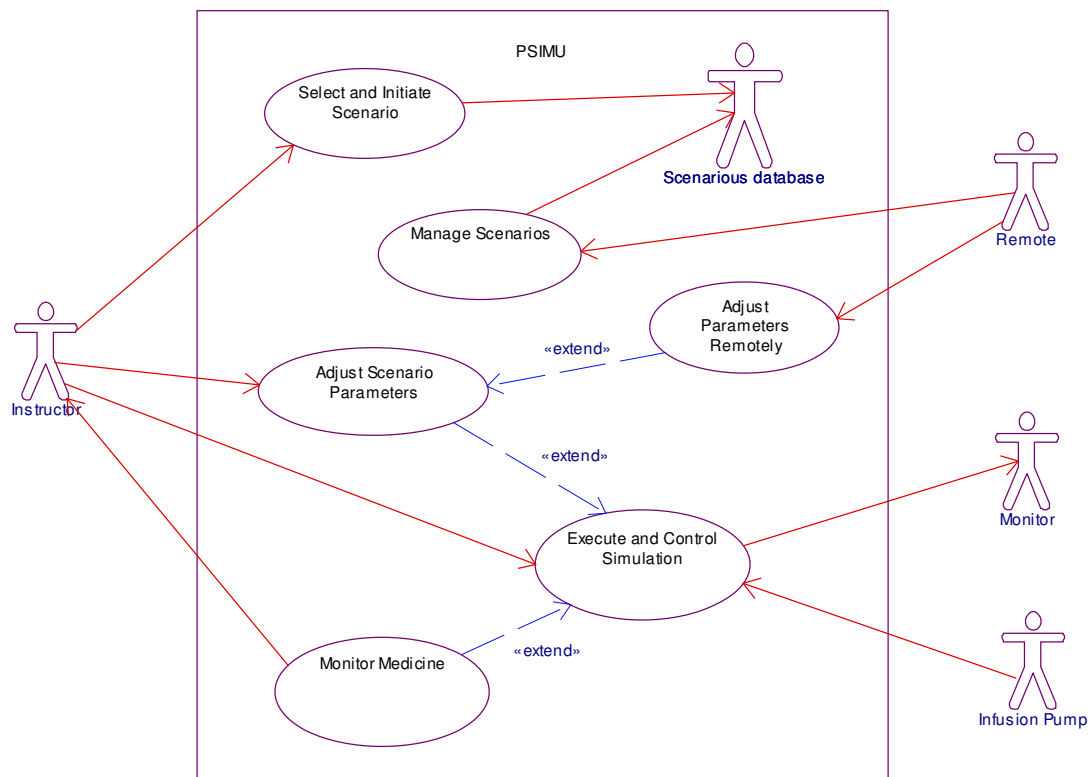 PSIMU
Select and Initiate
Scenario
Scenarious database
Manage Scenarios
Remote
Adjust
Parameters
Remotely
«extend»
Adjust Scenario
Parameters
Instructor
«extend»
Execute and Control
Simulation
Monitor
«extend»
Monitor Medicine
Infusion Pump